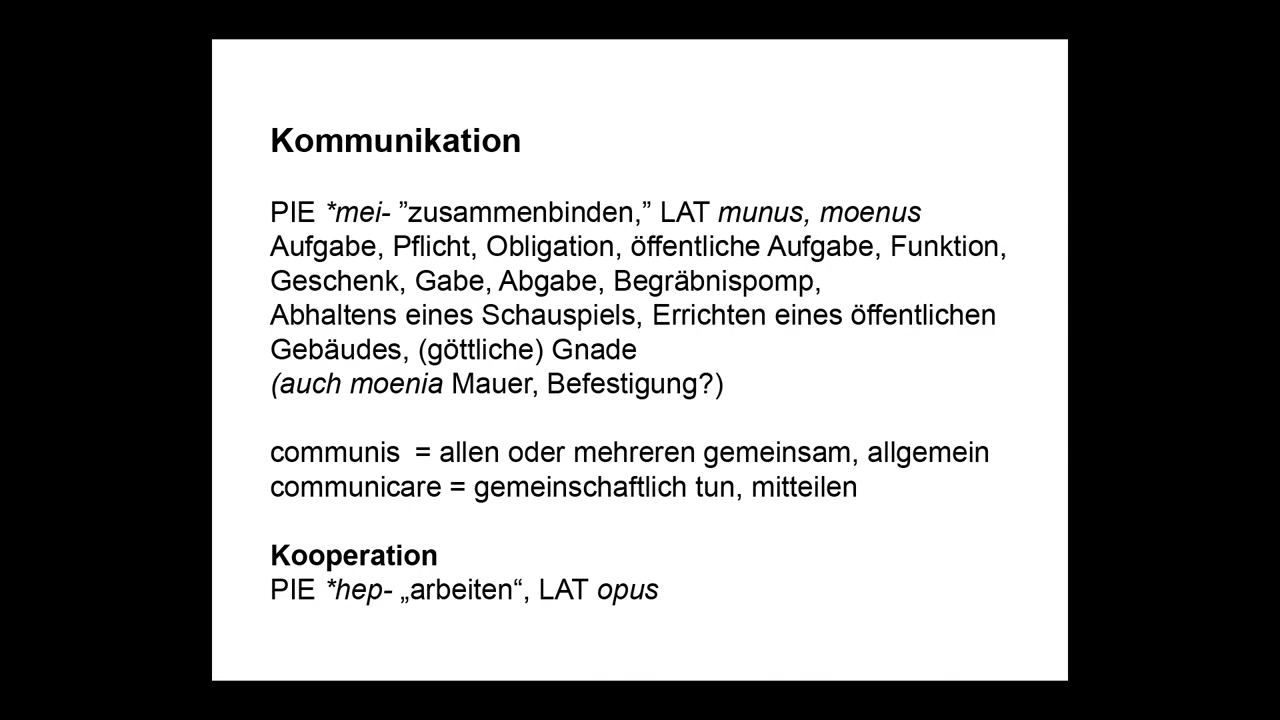 Kommunikation
PIE *mei- ”zusammenbinden,” LAT munus, moenus
Aufgabe, Pflicht, Obligation, öffentliche Aufgabe, Funktion,
Geschenk, Gabe, Abgabe, Begräbnispomp,
Abhaltens eines Schauspiels, Errichten eines öffentlichen
Gebäudes, (göttliche) Gnade
(auch moenia Mauer, Befestigung?)
communis  = allen oder mehreren gemeinsam, allgemein
communicare = gemeinschaftlich tun, mitteilen
Kooperation
PIE *hep- „arbeiten“, LAT opus